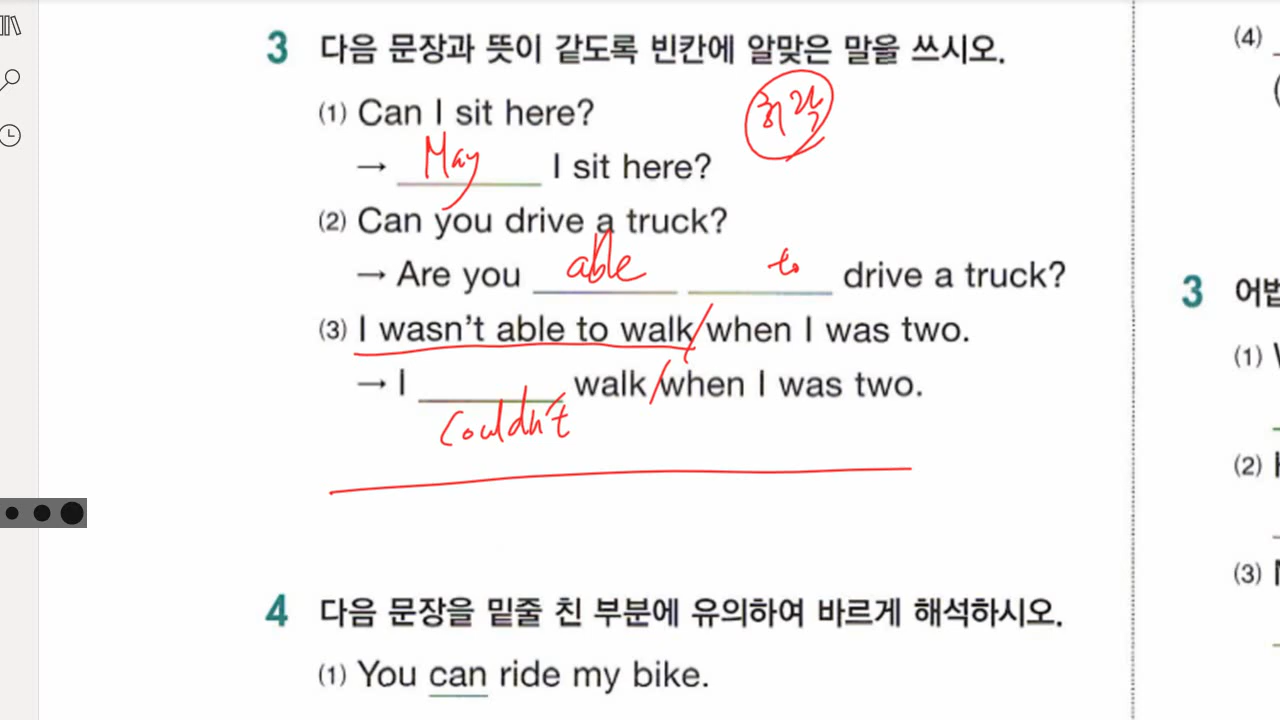 3 다음 문장과 뜻이 같도록 빈칸에 알맞은 말을 쓰시오.
(1) Can I sit here?
허락
→ May I sit here?
(2) Can you drive a truck?
→ Are you able to drive a truck?
(3) I wasn't able to walk/when I was two.
→ I couldn't walk/when I was two.
4 다음 문장을 밑줄 친 부분에 유의하여 바르게 해석하시오.
(1) You can ride my bike.
(4)
3 어법
(1)
(2)
(3)